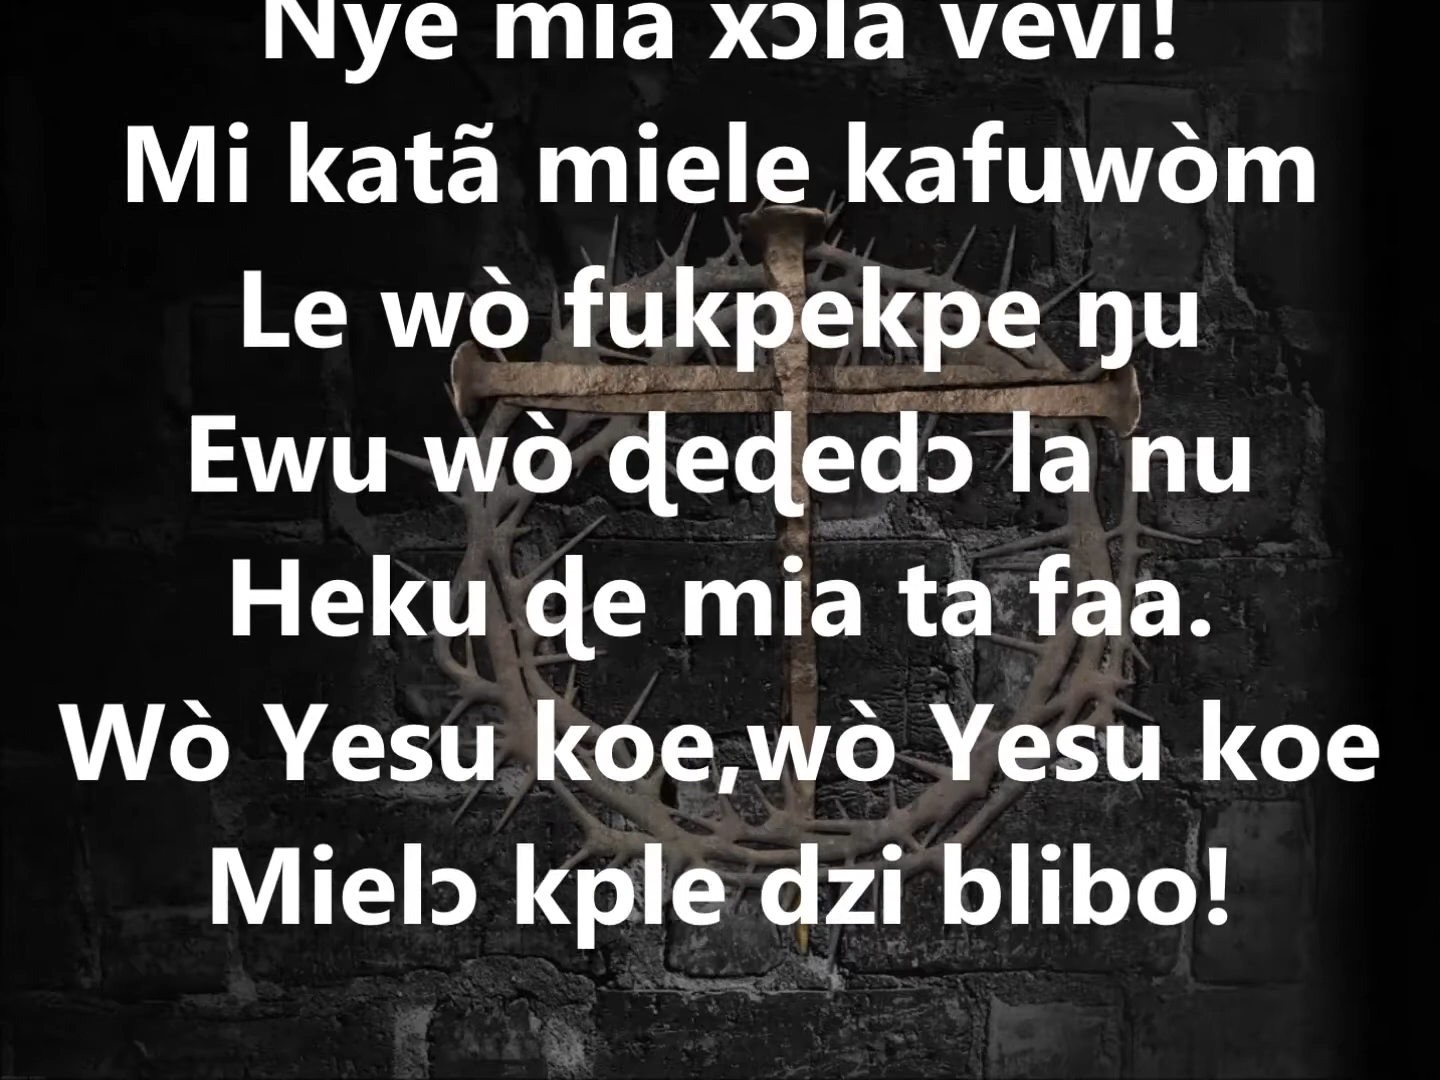 Nye mia xɔla vevi!
Mi katã miele kafuwòm
Le wò fukpekpe ŋu
Ewu wò ɖeɖedɔ la nu
Heku ɖe mia ta faa.
Wò Yesu koe,wò Yesu koe
Mielɔ kple dzi blibo!